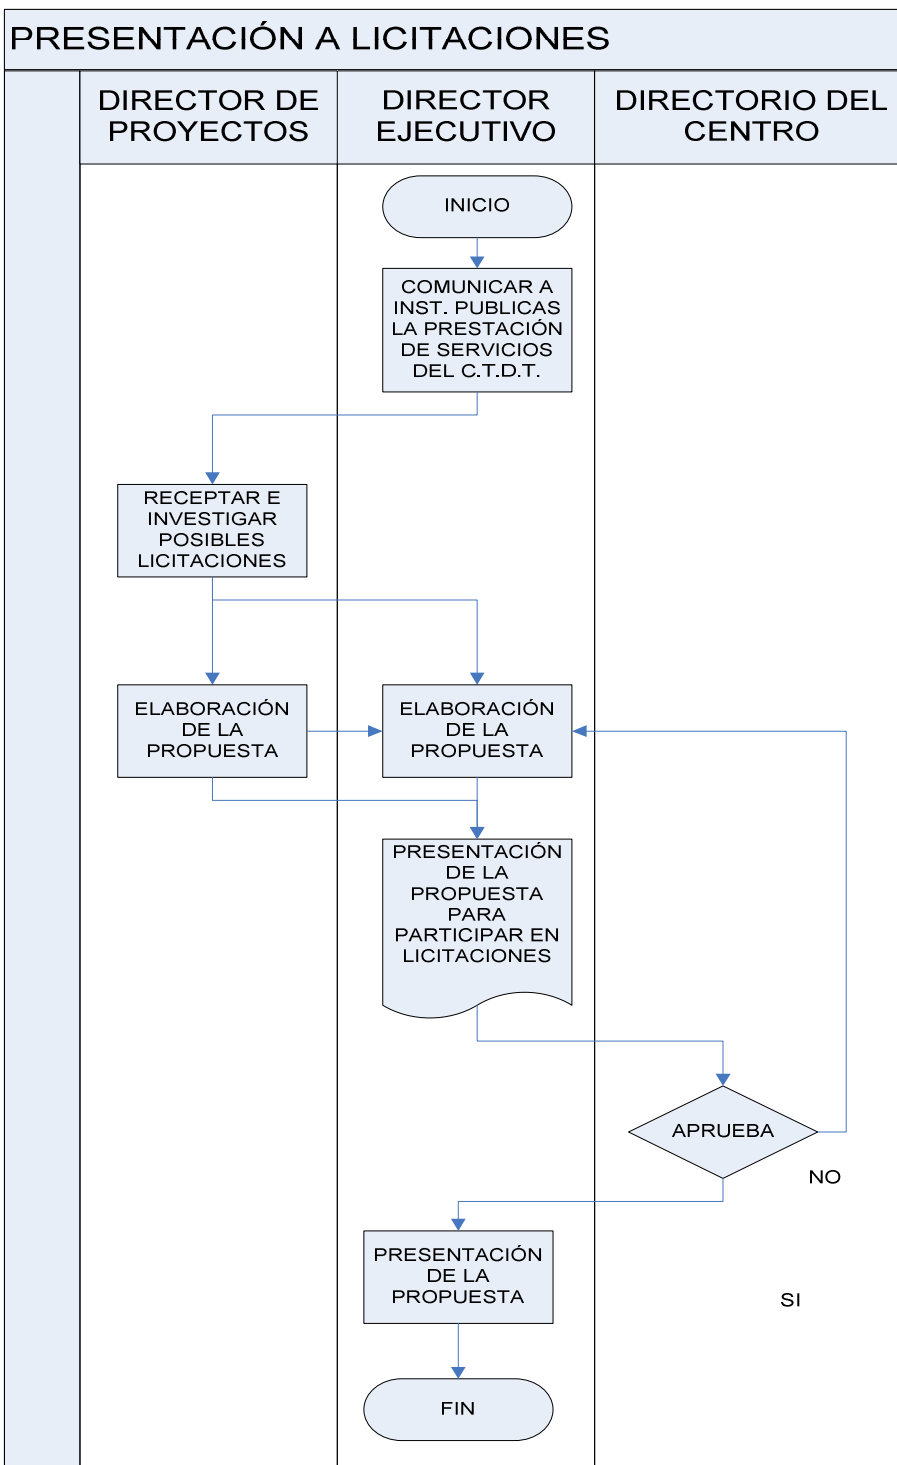 PRESENTACIÓN A LICITACIONES
DIRECTOR DE
PROYECTOS
DIRECTOR
EJECUTIVO
DIRECTORIO DEL
CENTRO
INICIO
COMUNICAR A
INST. PUBLICAS
LA PRESTACIÓN
DE SERVICIOS
DEL C.T.D.T.
RECEPTAR E
INVESTIGAR
POSIBLES
LICITACIONES
ELABORACIÓN
DE LA
PROPUESTA
ELABORACIÓN
DE LA
PROPUESTA
PRESENTACIÓN
DE LA
PROPUESTA
PARA
PARTICIPAR EN
LICITACIONES
APRUEBA
NO
PRESENTACIÓN
DE LA
PROPUESTA
SI
FIN